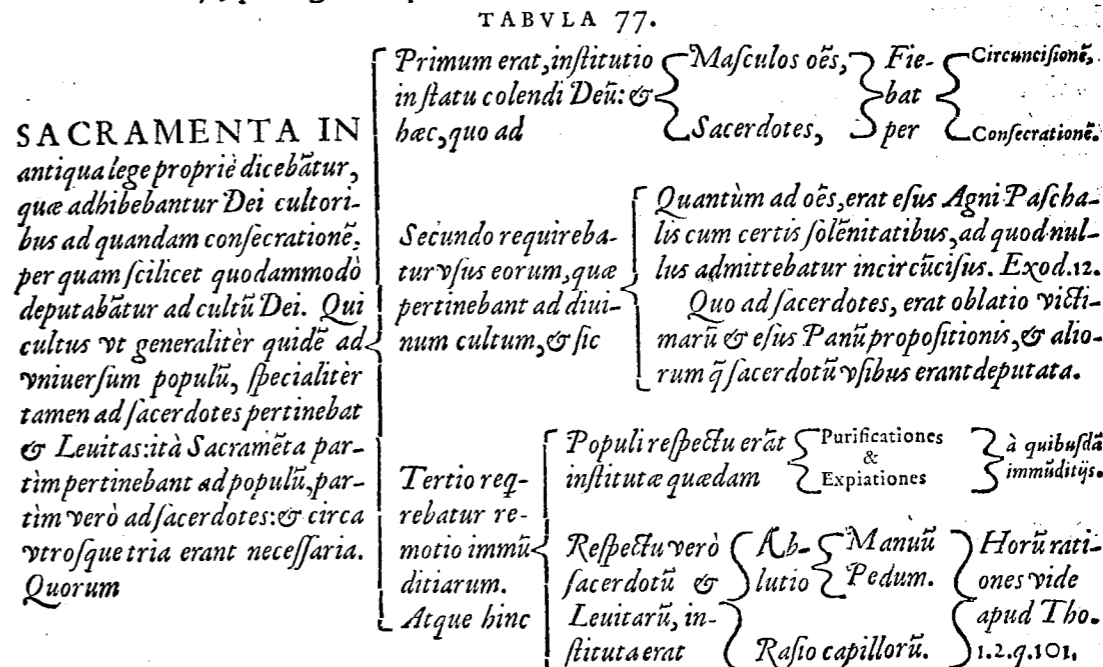 TABVLA 77.
SACRAMENTA IN
antiqua lege propriè dicebãtur,
quæ adhibebantur Dei cultori-
bus ad quandam conſecrationẽ,
per quam ſcilicet quodammodò
deputabãtur ad cultũ Dei. Qui
cultus vt generalitèr quidẽ ad
vniuerſum populũ, ſpecialitèr
tamen ad ſacerdotes pertinebat
& Leuitas:ità Sacramẽta par-
tìm pertinebant ad populũ,par-
tìm verò ad ſacerdotes:& circa
vtroſque tria erant neceſſaria.
Quorum
Primum erat,inſtitutio
in ſtatu colendi Deũ: &
hæc,quo ad
Maſculos oẽs,
Sacerdotes,
Fie-
bat
per
Circunciſionẽ,
Conſecrationẽ.
Secundo requireba-
tur vſus eorum,quæ
pertinebant ad diui-
num cultum,& ſic
Quantùm ad oẽs,erat eſus Agni Paſcha-
lis cum certis ſolẽnitatibus,ad quod nul-
lus admittebatur incircũciſus. Exod.12.
Quo ad ſacerdotes, erat oblatio victi-
marũ & eſus Panũ propoſitionis,& alio-
rum q̃ ſacerdotũ vſibus erant deputata.
Tertio req-
rebatur re-
motio immũ
ditiarum.
Atque hinc
Populi reſpectu erãt
inſtitutæ quædam
Purificationes
&
Expiationes
à quibuſdã
immũditijs.
Reſpectu verò
ſacerdotũ &
Leuitarũ, in-
ſtituta erat
Ab-
lutio
Manuũ
Pedum.
Raſio capillorũ.
Horũ rati-
ones vide
apud Tho.
1.2.q.101.